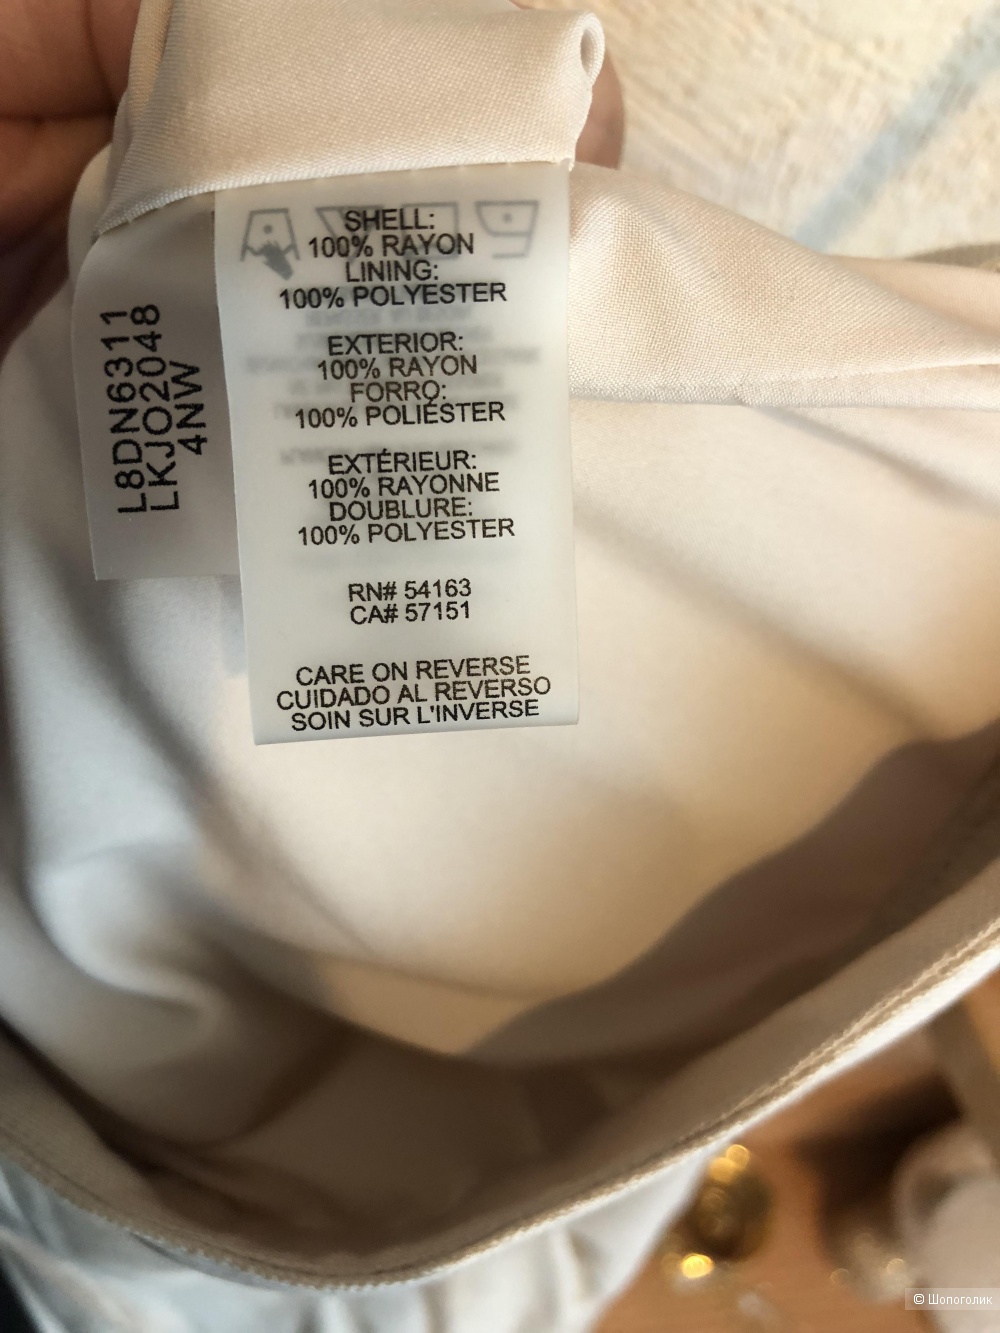 SHELL:
100% RAYON
LINING:
100% POLYESTER
EXTERIOR:
100% RAYON
FORRO:
100% POLIÉSTER
EXTÉRIEUR:
100% RAYONNE
DOUBLURE:
100% POLYESTER
RN# 54163
CA# 57151
CARE ON REVERSE
CUIDADO AL REVERSO
SOIN SUR L'INVERSE
L8DN6311
LKJO2048
4NW
© Шопоголик